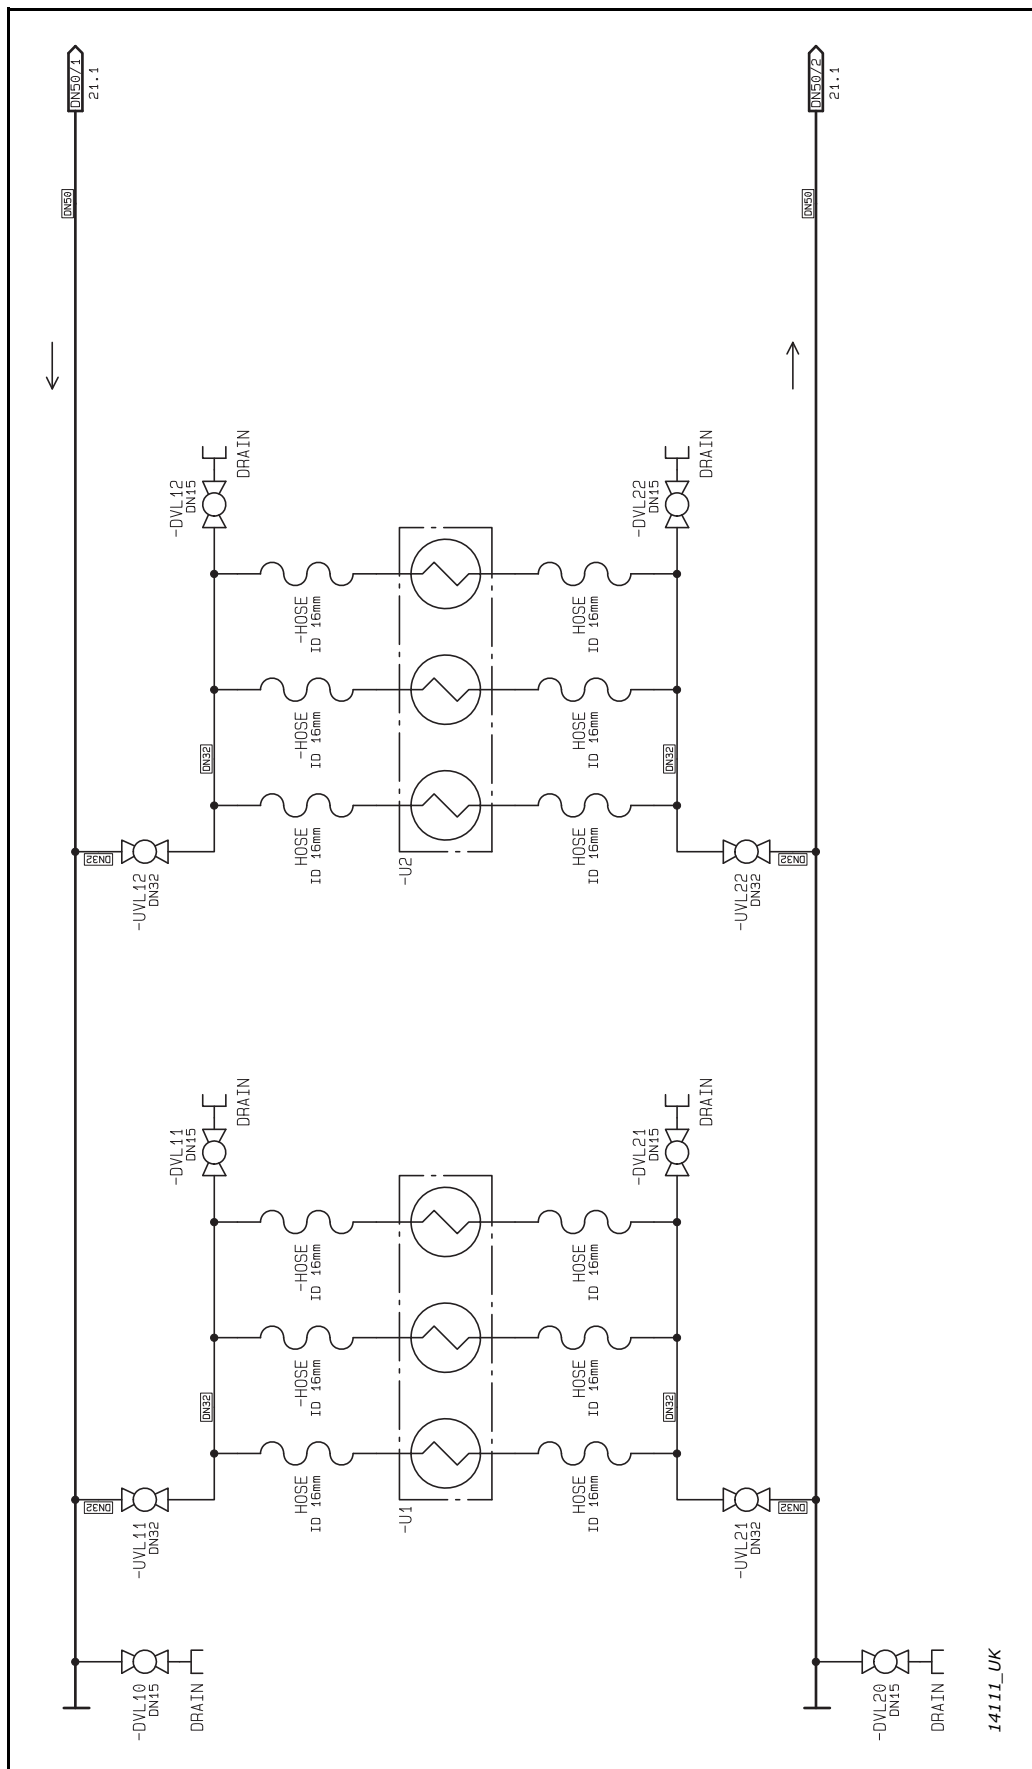 DN50
DN50/1
21.1
DN32
DN32
-DVL10
DN15
DRAIN
-UVL11
DN32
-UVL12
DN32
-DVL11
DN15
DRAIN
-DVL12
DN15
DRAIN
DN32
DN32
HOSE
ID 16mm
-HOSE
ID 16mm
-HOSE
ID 16mm
HOSE
ID 16mm
-HOSE
ID 16mm
-HOSE
ID 16mm
-U1
-U2
HOSE
ID 16mm
HOSE
ID 16mm
HOSE
ID 16mm
HOSE
ID 16mm
HOSE
ID 16mm
HOSE
ID 16mm
-DVL21
DN15
DRAIN
-DVL22
DN15
DRAIN
DN32
DN32
-UVL21
DN32
-UVL22
DN32
DN32
DN32
DN50
DN50/2
21.1
-DVL20
DN15
DRAIN
14111_UK